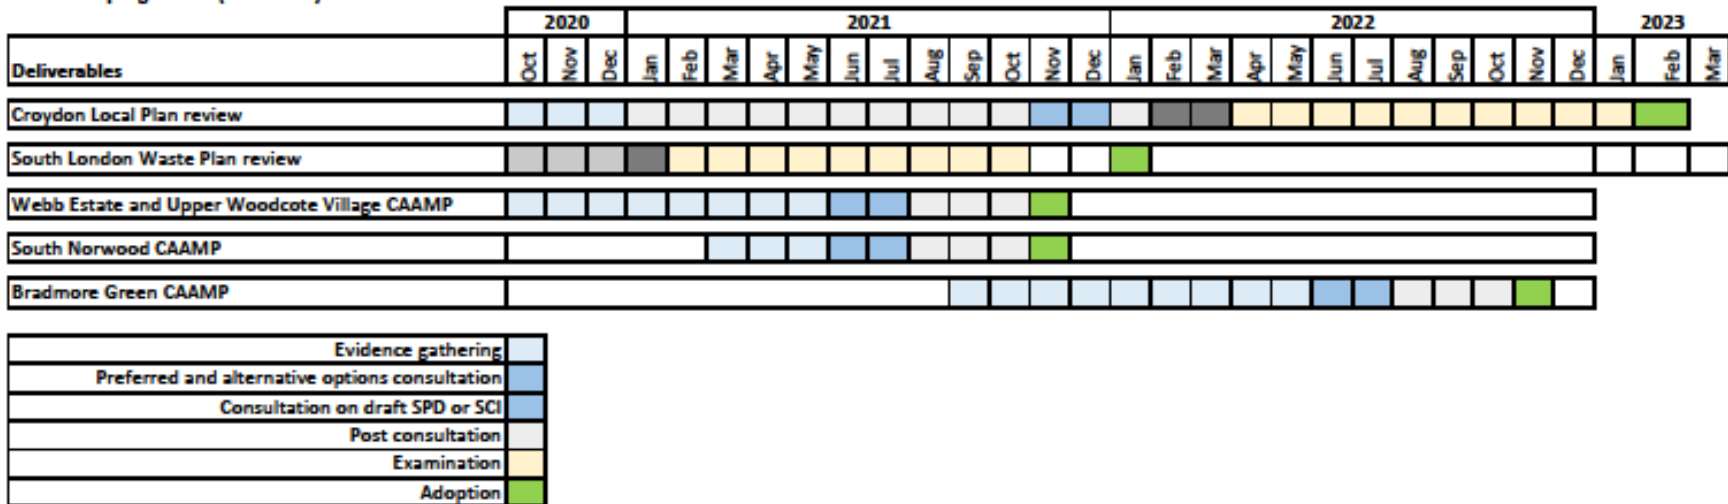 2020 2021 2022 2023
Deliverables Oct Nov Dec Jan Feb Mar Apr May Jun Jul Aug Sep Oct Nov Dec Jan Feb Mar Apr May Jun Jul Aug Sep Oct Nov Dec Jan Feb Mar
Croydon Local Plan review
South London Waste Plan review
Webb Estate and Upper Woodcote Village CAAMP
South Norwood CAAMP
Bradmore Green CAAMP
Evidence gathering
Preferred and alternative options consultation
Consultation on draft SPD or SCI
Post consultation
Examination
Adoption